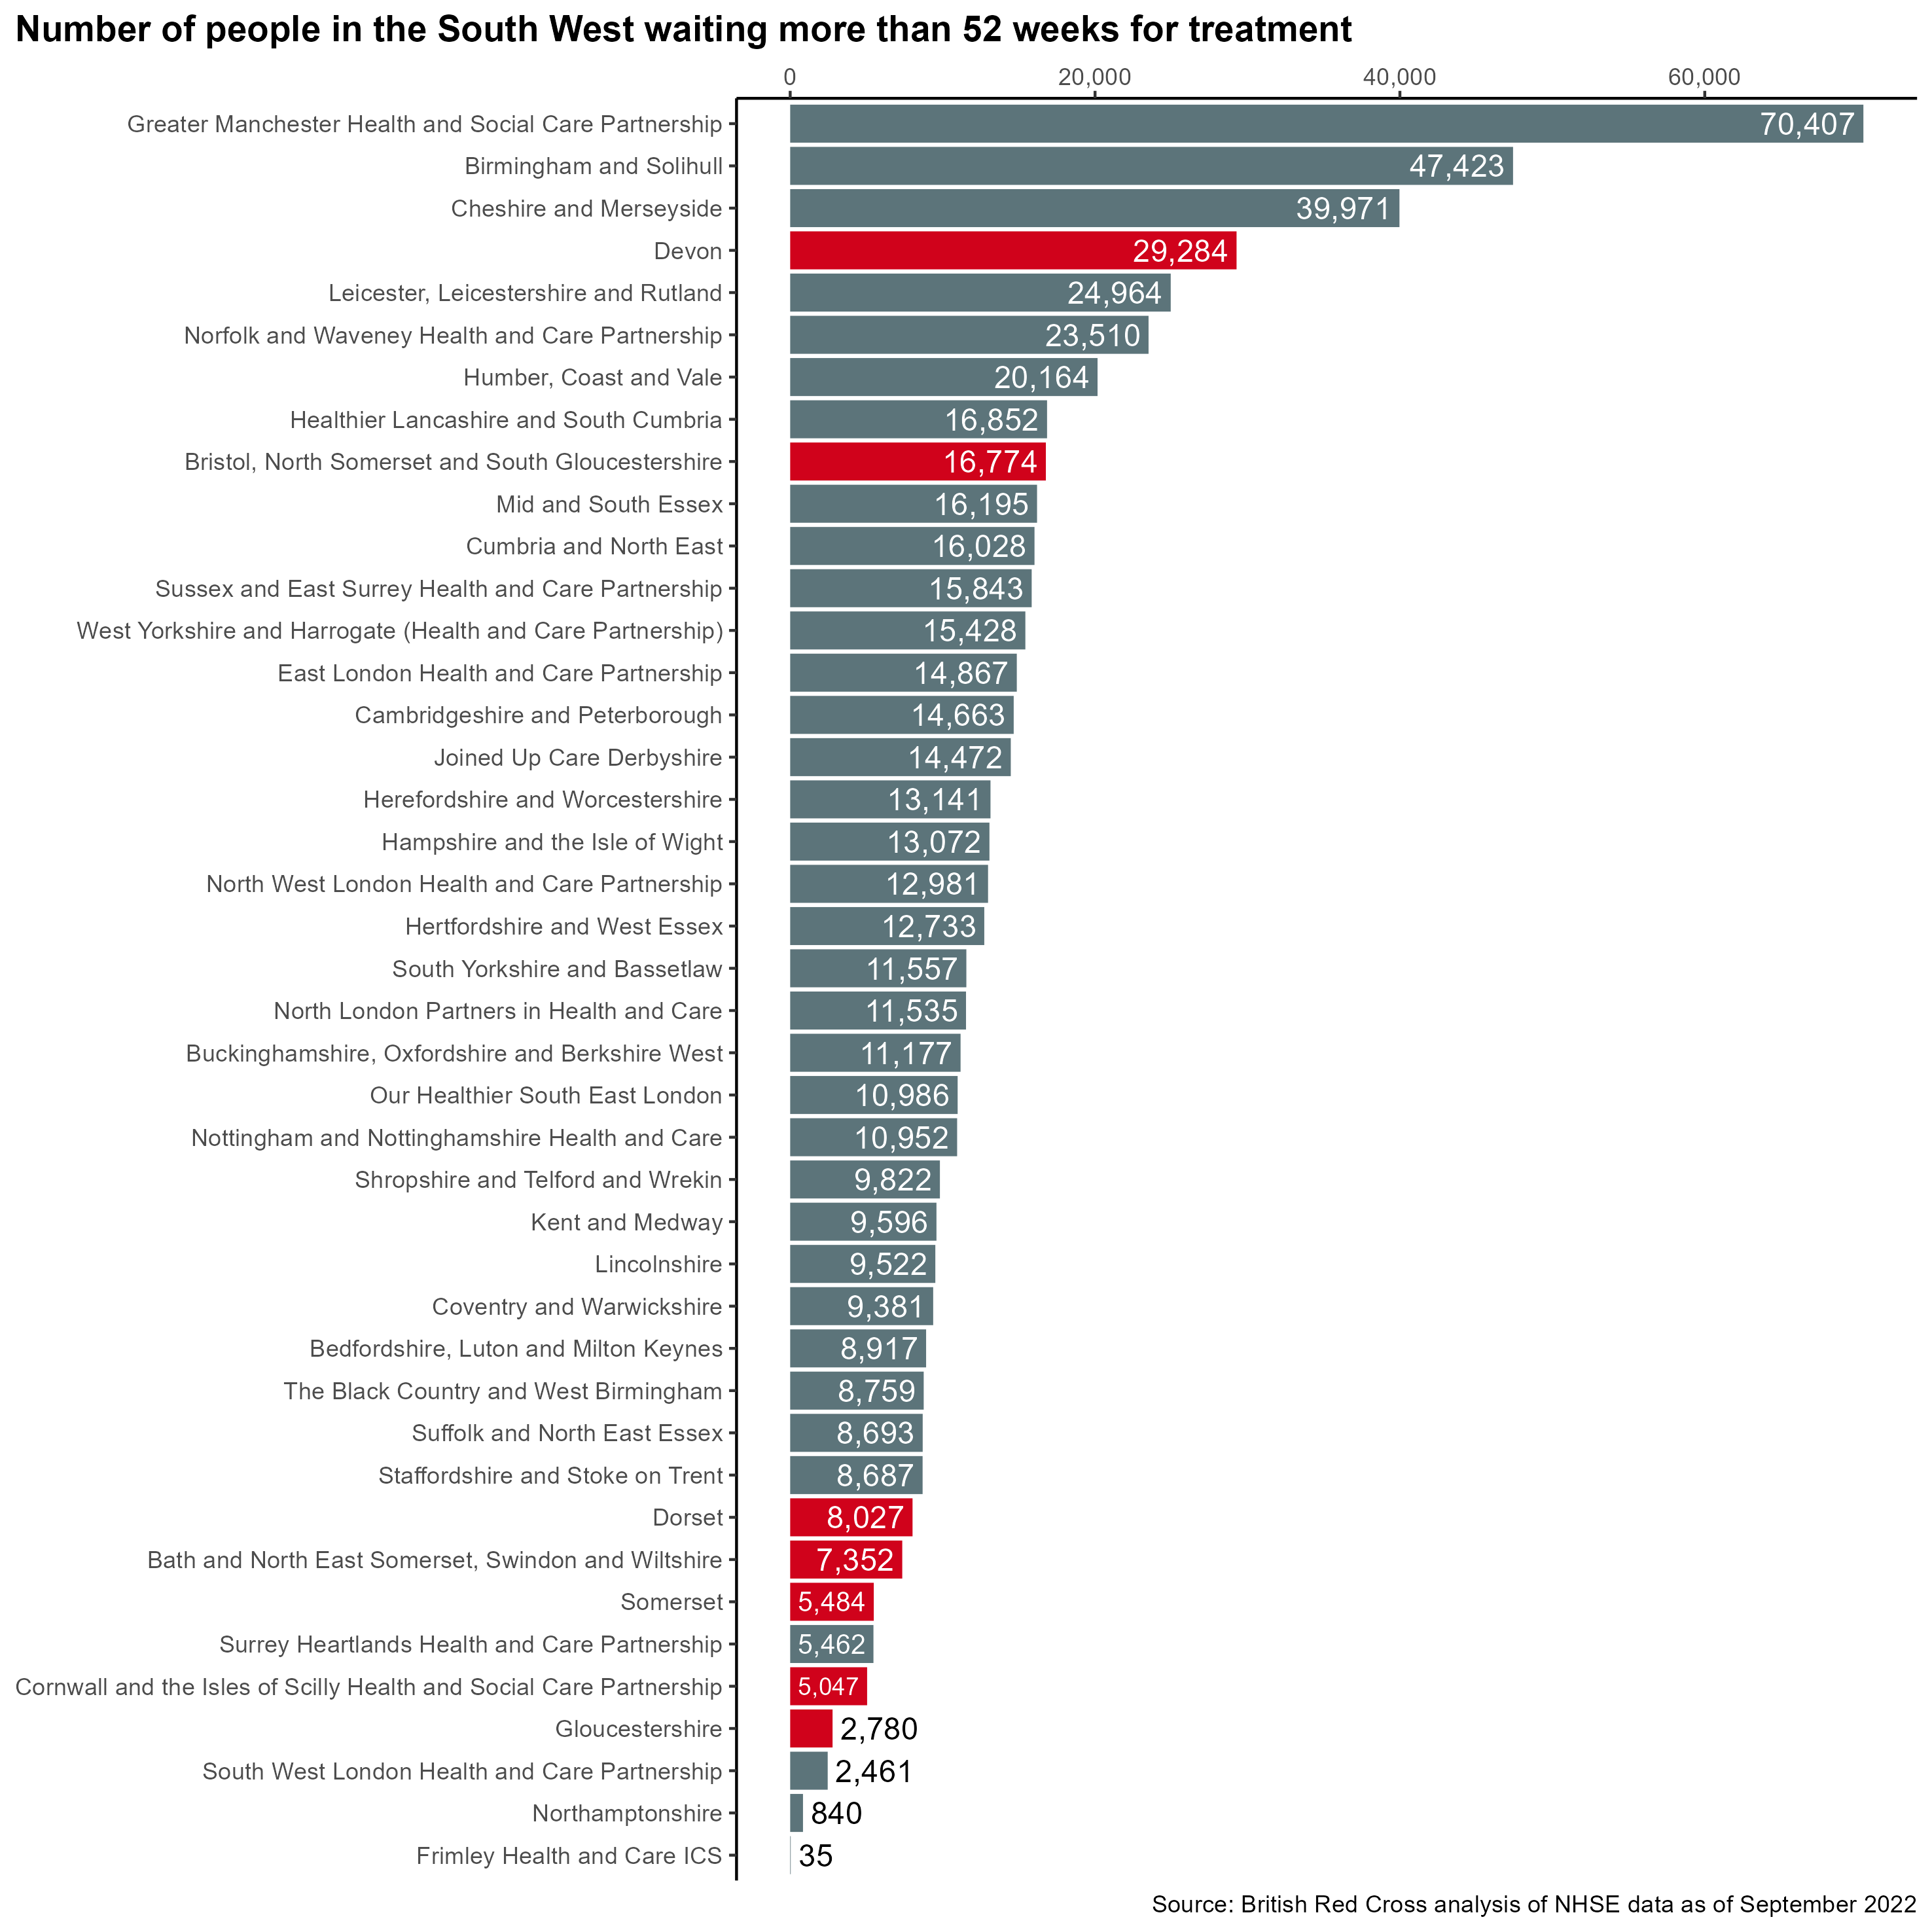 Number of people in the South West waiting more than 52 weeks for treatment
0 20,000 40,000 60,000
Greater Manchester Health and Social Care Partnership 70,407
Birmingham and Solihull 47,423
Cheshire and Merseyside 39,971
Devon 29,284
Leicester, Leicestershire and Rutland 24,964
Norfolk and Waveney Health and Care Partnership 23,510
Humber, Coast and Vale 20,164
Healthier Lancashire and South Cumbria 16,852
Bristol, North Somerset and South Gloucestershire 16,774
Mid and South Essex 16,195
Cumbria and North East 16,028
Sussex and East Surrey Health and Care Partnership 15,843
West Yorkshire and Harrogate (Health and Care Partnership) 15,428
East London Health and Care Partnership 14,867
Cambridgeshire and Peterborough 14,663
Joined Up Care Derbyshire 14,472
Herefordshire and Worcestershire 13,141
Hampshire and the Isle of Wight 13,072
North West London Health and Care Partnership 12,981
Hertfordshire and West Essex 12,733
South Yorkshire and Bassetlaw 11,557
North London Partners in Health and Care 11,535
Buckinghamshire, Oxfordshire and Berkshire West 11,177
Our Healthier South East London 10,986
Nottingham and Nottinghamshire Health and Care 10,952
Shropshire and Telford and Wrekin 9,822
Kent and Medway 9,596
Lincolnshire 9,522
Coventry and Warwickshire 9,381
Bedfordshire, Luton and Milton Keynes 8,917
The Black Country and West Birmingham 8,759
Suffolk and North East Essex 8,693
Staffordshire and Stoke on Trent 8,687
Dorset 8,027
Bath and North East Somerset, Swindon and Wiltshire 7,352
Somerset 5,484
Surrey Heartlands Health and Care Partnership 5,462
Cornwall and the Isles of Scilly Health and Social Care Partnership 5,047
Gloucestershire 2,780
South West London Health and Care Partnership 2,461
Northamptonshire 840
Frimley Health and Care ICS 35
Source: British Red Cross analysis of NHSE data as of September 2022